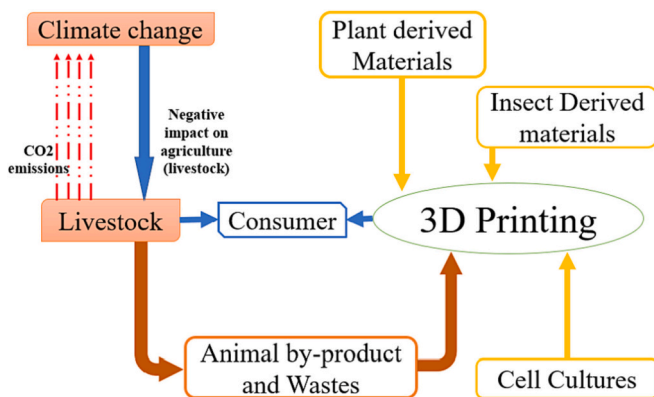 Climate change
Plant derived
Materials
Insect Derived
materials
Negative
impact on
agriculture
(livestock)
CO2
emissions
Livestock
Consumer
3D Printing
Animal by-product
and Wastes
Cell Cultures